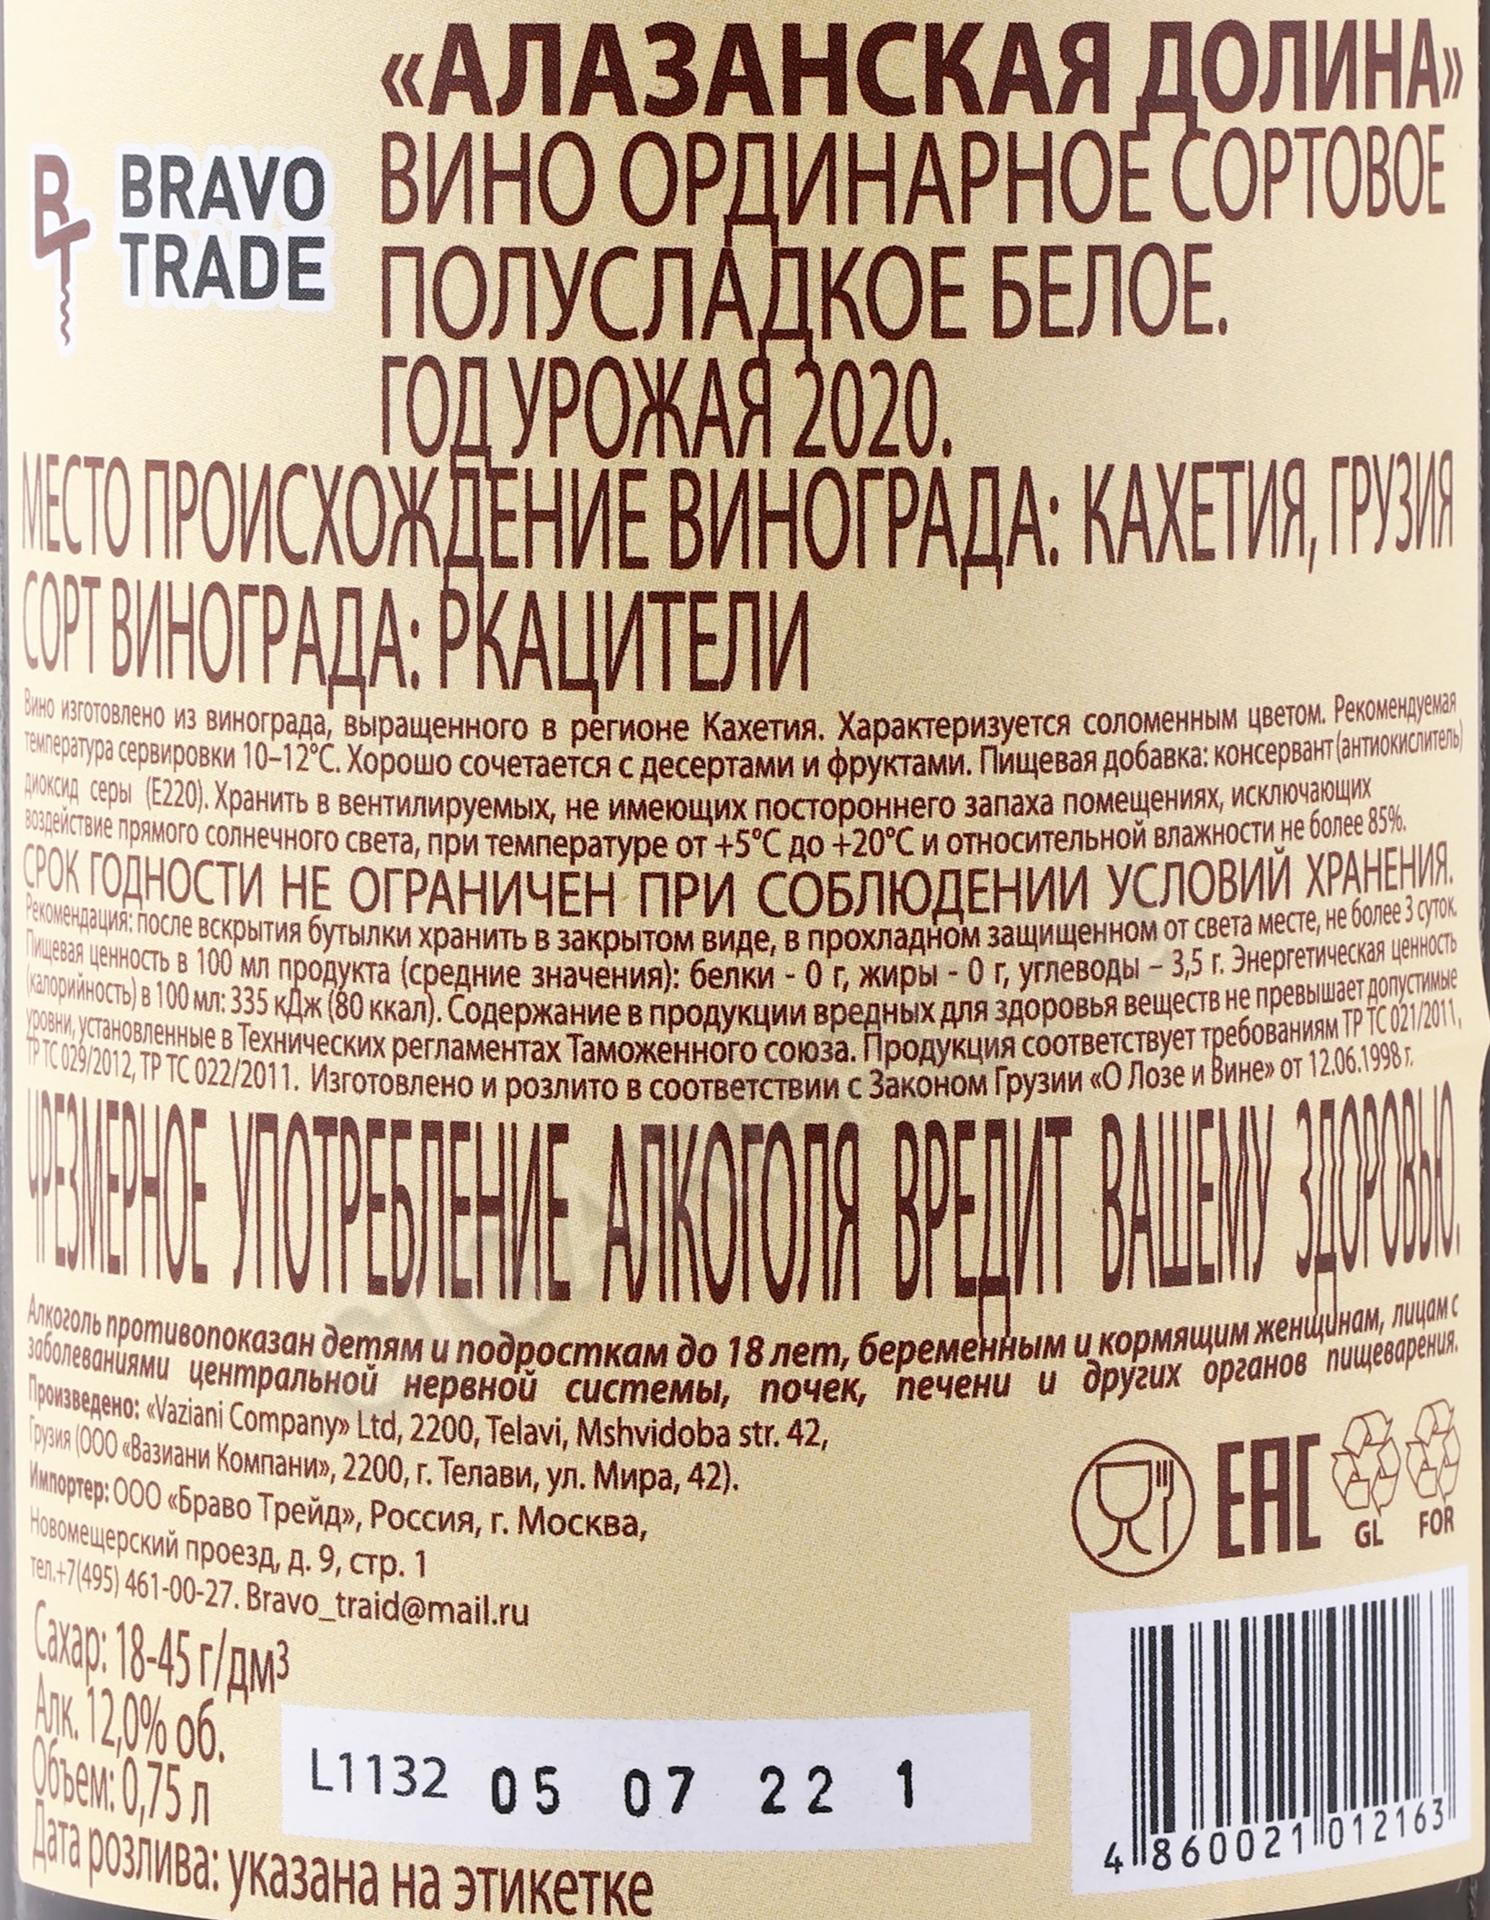 «АЛАЗАНСКАЯ ДОЛИНА»
BRAVO
TRADE
ВИНО ОРДИНАРНОЕ СОРТОВОЕ
ПОЛУСЛАДКОЕ БЕЛОЕ.
ГОД УРОЖАЯ 2020.
МЕСТО ПРОИСХОЖДЕНИЕ ВИНОГРАДА: КАХЕТИЯ, ГРУЗИЯ
СОРТ ВИНОГРАДА: РКАЦИТЕЛИ
Вино изготовлено из винограда, выращенного в регионе Кахетия. Характеризуется соломенным цветом. Рекомендуемая
температура сервировки 10–12°С. Хорошо сочетается с десертами и фруктами. Пищевая добавка: консервант (антиокислитель)
диоксид серы (Е220). Хранить в вентилируемых, не имеющих постороннего запаха помещениях, исключающих
воздействие прямого солнечного света, при температуре от +5°С до +20°С и относительной влажности не более 85%.
СРОК ГОДНОСТИ НЕ ОГРАНИЧЕН ПРИ СОБЛЮДЕНИИ УСЛОВИЙ ХРАНЕНИЯ.
Рекомендация: после вскрытия бутылки хранить в закрытом виде, в прохладном защищенном от света месте, не более 3 суток.
Пищевая ценность в 100 мл продукта (средние значения): белки - 0 г, жиры - 0 г, углеводы – 3,5 г. Энергетическая ценность
(калорийность) в 100 мл: 335 кДж (80 ккал). Содержание в продукции вредных для здоровья веществ не превышает допустимые
уровни, установленные в Технических регламентах Таможенного союза. Продукция соответствует требованиям ТР ТС 021/2011,
ТР ТС 029/2012, ТР ТС 022/2011. Изготовлено и розлито в соответствии с Законом Грузии «О Лозе и Вине» от 12.06.1998 г.
ЧРЕЗМЕРНОЕ УПОТРЕБЛЕНИЕ АЛКОГОЛЯ ВРЕДИТ ВАШЕМУ ЗДОРОВЬЮ.
Алкоголь противопоказан детям и подросткам до 18 лет, беременным и кормящим женщинам, лицам с
заболеваниями центральной нервной системы, почек, печени и других органов пищеварения.
Произведено: «Vaziani Company» Ltd, 2200, Telavi, Mshvidoba str. 42,
Грузия (ООО «Вазиани Компани», 2200, г. Телави, ул. Мира, 42).
Импортер: ООО «Браво Трейд», Россия, г. Москва,
Новомещерский проезд, д. 9, стр. 1
тел.+7(495) 461-00-27. Bravo_traid@mail.ru
EAC
GL FOR
Сахар: 18-45 г/дм³
Алк. 12,0% об.
Объем: 0,75 л
Дата розлива: указана на этикетке
L1132 05 07 22 1
4 860021 012163